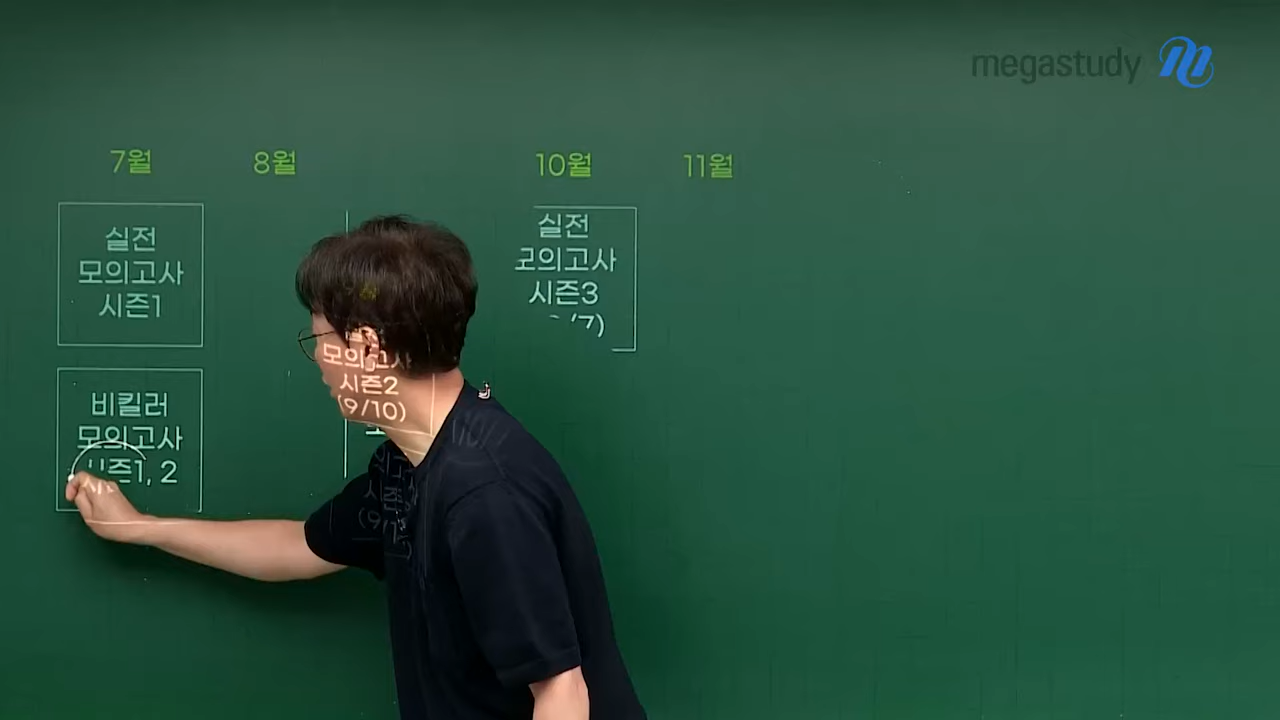 megastudy
7월
8월
10월
11월
실전
모의고사
시즌1
비킬러
모의고사
시즌1, 2
모의고사
시즌2
(9/10)
실전
모의고사
시즌3